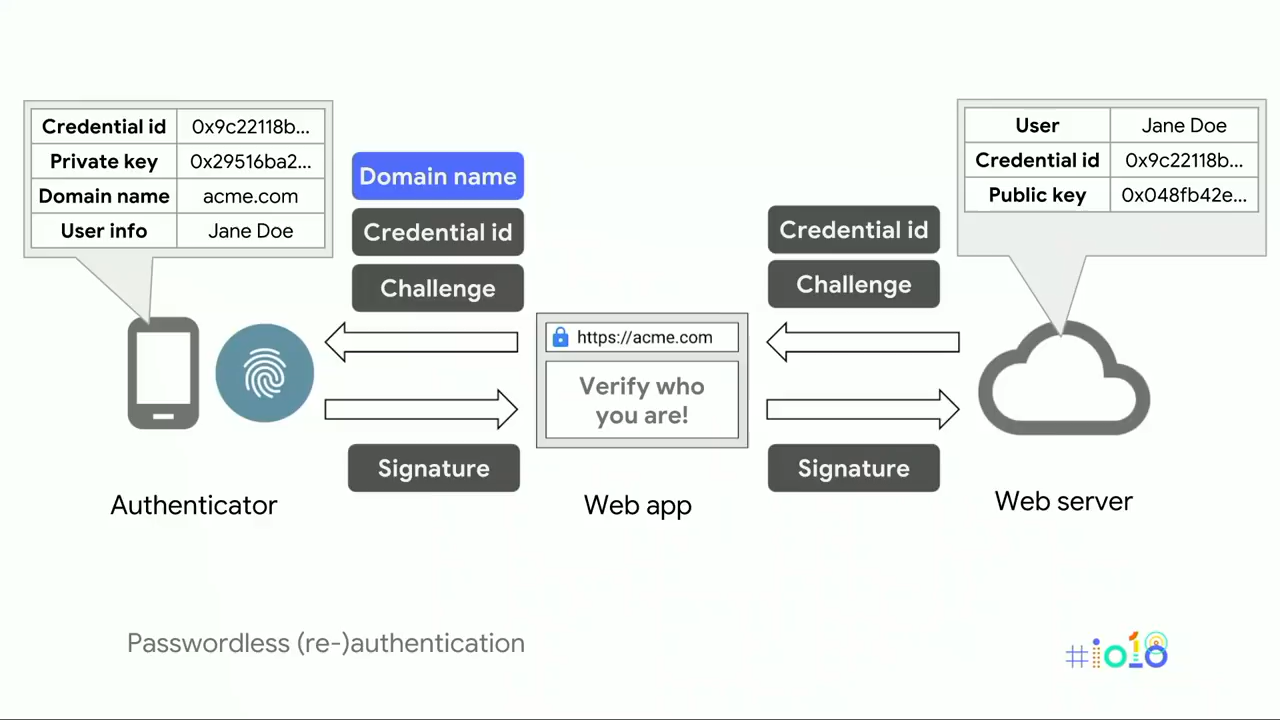 Credential id 0x9c22118b...
Private key 0x29516ba2...
Domain name acme.com
User info Jane Doe
Domain name
Credential id
Challenge
Signature
Authenticator
https://acme.com
Verify who
you are!
Web app
Credential id
Challenge
Signature
User Jane Doe
Credential id 0x9c22118b...
Public key 0x048fb42e...
Web server
Passwordless (re-)authentication
#io18